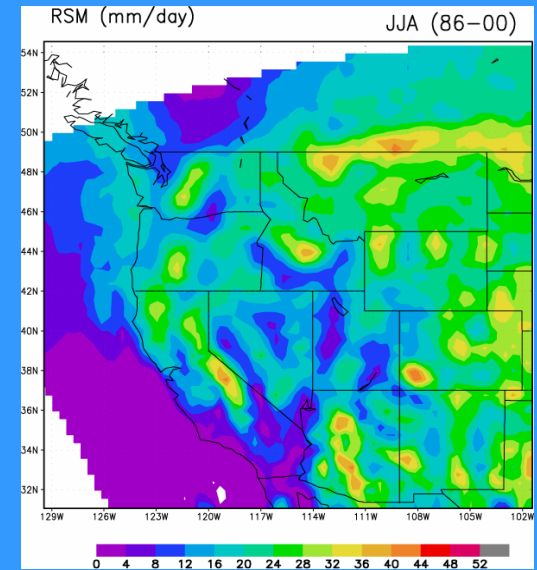 RSM (mm/day)
JJA (86-00)
54N
52N
50N
48N
46N
44N
42N
40N
38N
36N
34N
32N
129W 126W 123W 120W 117W 114W 111W 108W 105W 102W
0 4 8 12 16 20 24 28 32 36 40 44 48 52